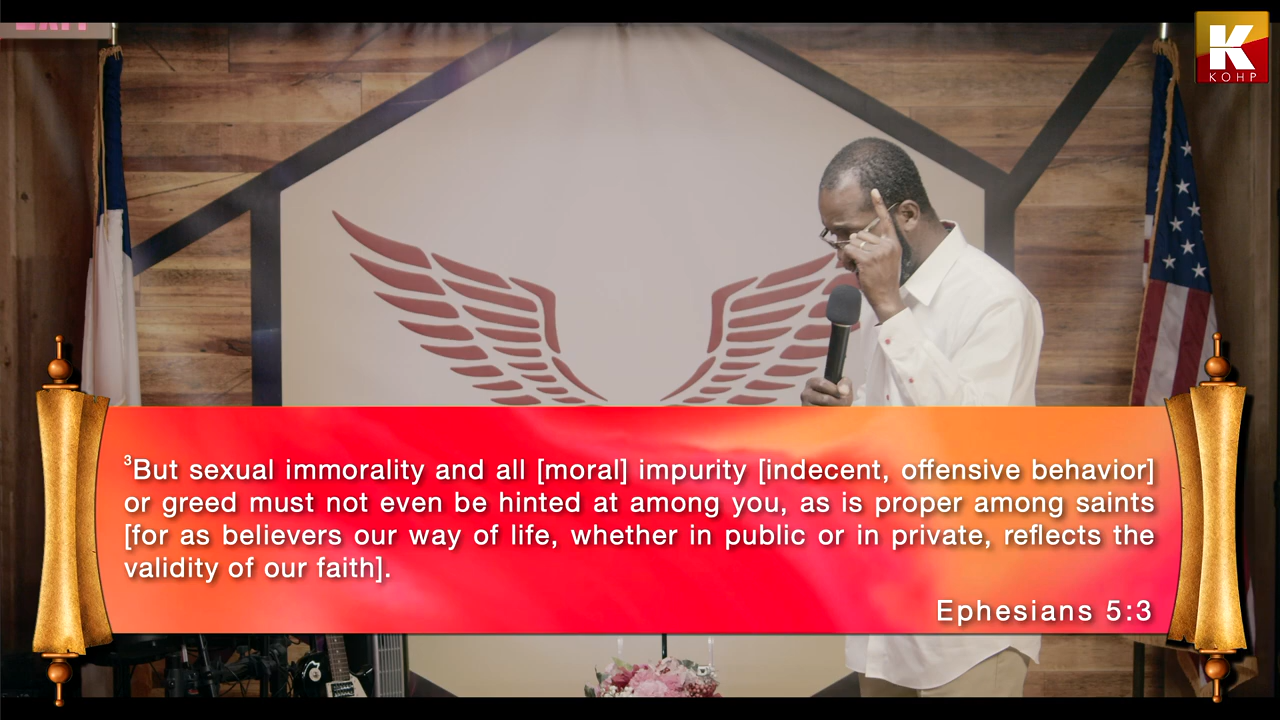 K
KOHP
³But sexual immorality and all [moral] impurity [indecent, offensive behavior]
or greed must not even be hinted at among you, as is proper among saints
[for as believers our way of life, whether in public or in private, reflects the
validity of our faith].
Ephesians 5:3